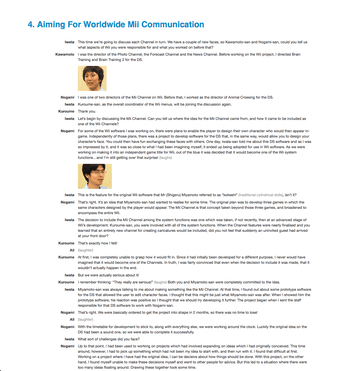 4. Aiming For Worldwide Mii Communication
Iwata This time we're going to discuss each Channel in turn. We have a couple of new faces, so Kawamoto-san and Nogami-san, could you tell us
what aspects of Wii you were responsible for and what you worked on before that?
Kawamoto I was the director of the Photo Channel, the Forecast Channel and the News Channel. Before working on the Wii project, I directed Brain
Training and Brain Training 2 for the DS.
Nogami I was one of two directors of the Mii Channel on Wii. Before that, I worked as the director of Animal Crossing for the DS.
Iwata Kurisume-san, as the overall coordinator of the Wii menus, will be joining the discussion again.
Kurisume Thank you.
Iwata Let's begin by discussing the Mii Channel. Can you tell us where the idea for the Mii Channel came from, and how it came to be included as
one of the Wii Channels?
Nogami For some of the Wii software I was working on, there were plans to enable the player to design their own character who would then appear in-
game. Independently of those plans, there was a project to develop software for the DS that, in the same way, would allow you to design your
character's face. You could then have fun exchanging these faces with others. One day, Iwata-san told me about this DS software and as I was
so impressed by it, and it was so close to what I had been imagining myself, it ended up being adapted for use in Wii software. As we were
working on making it into an independent game title for Wii, out of the blue it was decided that it would become one of the Wii system
functions…and I'm still getting over that surprise! (laughs)
Iwata This is the feature for the original Wii software that Mr (Shigeru) Miyamoto referred to as "kokeshi" (traditional cylindrical dolls), isn't it?
Nogami That's right. It's an idea that Miyamoto-san had wanted to realise for some time. The original plan was to develop three games in which the
same characters designed by the player would appear. The Mii Channel is that concept taken beyond those three games, and broadened to
encompass the entire Wii.
Iwata The decision to include the Mii Channel among the system functions was one which was taken, if not recently, then at an advanced stage of
Wii's development. Kurisume-san, you were involved with all of the system functions. When the Channel features were nearly finalised and you
learned that an entirely new channel for creating caricatures would be included, did you not feel that suddenly an uninvited guest had arrived
at your front door?
Kurisume That's exactly how I felt!
All (laughter)
Kurisume At first, I was completely unable to grasp how it would fit in. Since it had initially been developed for a different purpose, I never would have
imagined that it would become one of the Channels. In truth, I was fairly convinced that even when the decision to include it was made, that it
wouldn't actually happen in the end.
Iwata But we were actually serious about it!
Kurisume I remember thinking: "They really are serious!" (laughs) Both you and Miyamoto-san were completely committed to the idea.
Iwata Miyamoto-san was always talking to me about making something like the Mii Channel. At that time, I found out about some prototype software
for the DS that allowed the user to edit character faces. I thought that this might be just what Miyamoto-san was after. When I showed him the
prototype software, his reaction was positive so I thought that we should try developing it further. The project began when I sent the staff
responsible for that DS software to work with Nogami-san.
Nogami That's right. We were basically ordered to get the project into shape in 2 months, so there was no time to lose!
All (laughter)
Nogami With the timetable for development to stick to, along with everything else, we were working around the clock. Luckily the original idea on the
DS had been a sound one, so we were able to complete it successfully.
Iwata What sort of challenges did you face?
Nogami Up to that point, I had been used to working on projects which had involved expanding on ideas which I had originally conceived. This time
around, however, I had to pick up something which had not been my idea to start with, and then run with it. I found that difficult at first.
Working on a project where I have had the original idea, I can be decisive about how things should be done. With this project, on the other
hand, I found myself unable to make these decisions myself and went to other people for advice. But this led to a situation where there were
too many ideas floating around. Drawing these together took some time.